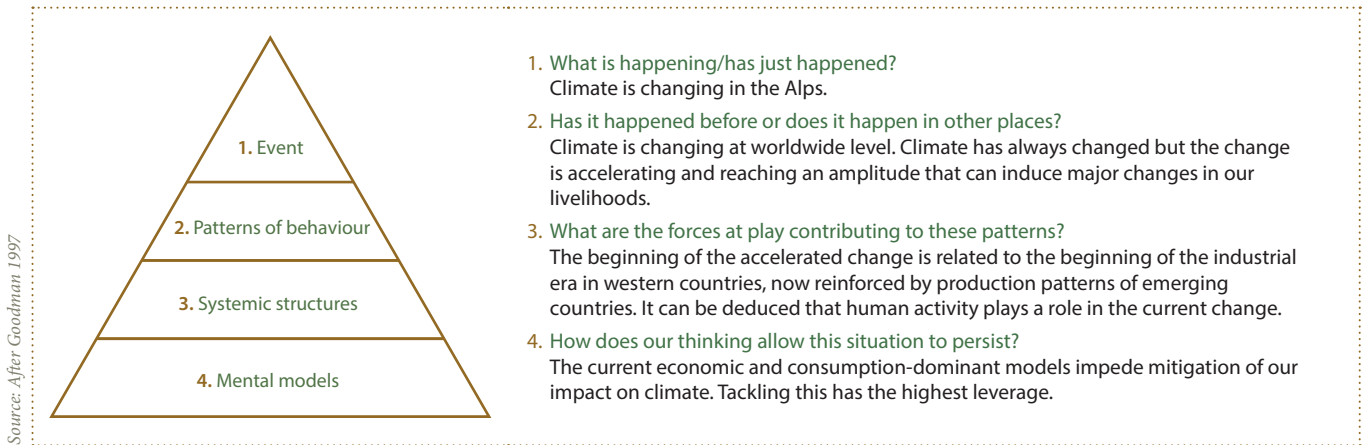 Source: After Goodman 1997
1. Event
2. Patterns of behaviour
3. Systemic structures
4. Mental models
1. What is happening/has just happened?
Climate is changing in the Alps.
2. Has it happened before or does it happen in other places?
Climate is changing at worldwide level. Climate has always changed but the change
is accelerating and reaching an amplitude that can induce major changes in our
livelihoods.
3. What are the forces at play contributing to these patterns?
The beginning of the accelerated change is related to the beginning of the industrial
era in western countries, now reinforced by production patterns of emerging
countries. It can be deduced that human activity plays a role in the current change.
4. How does our thinking allow this situation to persist?
The current economic and consumption-dominant models impede mitigation of our
impact on climate. Tackling this has the highest leverage.